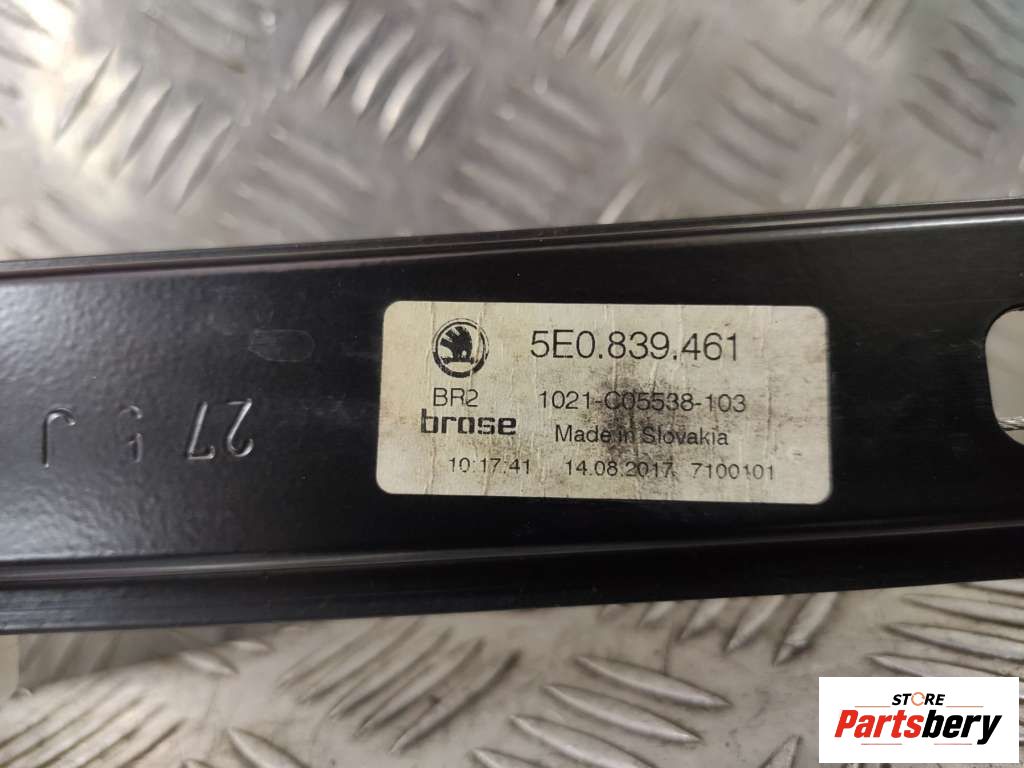 5E0.839.461
BR2
1021-C05538-103
brose
Made in Slovakia
10:17:41 14.08.2017 7100101
27 J
STORE
Partsbery